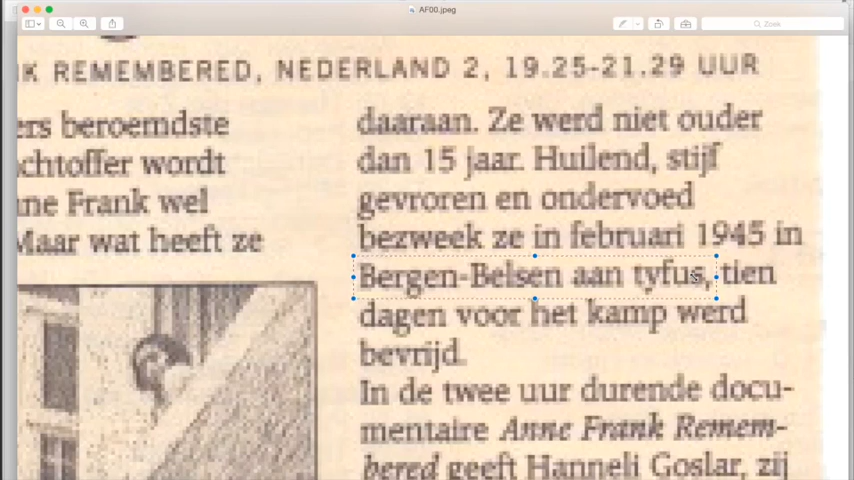 AF00.jpeg
Zoek
NK REMEMBERED, NEDERLAND 2, 19.25-21.29 UUR
ers beroemdste
chtoffer wordt
nne Frank wel
Maar wat heeft ze
daaraan. Ze werd niet ouder
dan 15 jaar. Huilend, stijf
gevroren en ondervoed
bezweek ze in februari 1945 in
Bergen-Belsen aan tyfus, tien
dagen voor het kamp werd
bevrijd.
In de twee uur durende docu-
mentaire Anne Frank Remem-
bered geeft Hanneli Goslar, zij